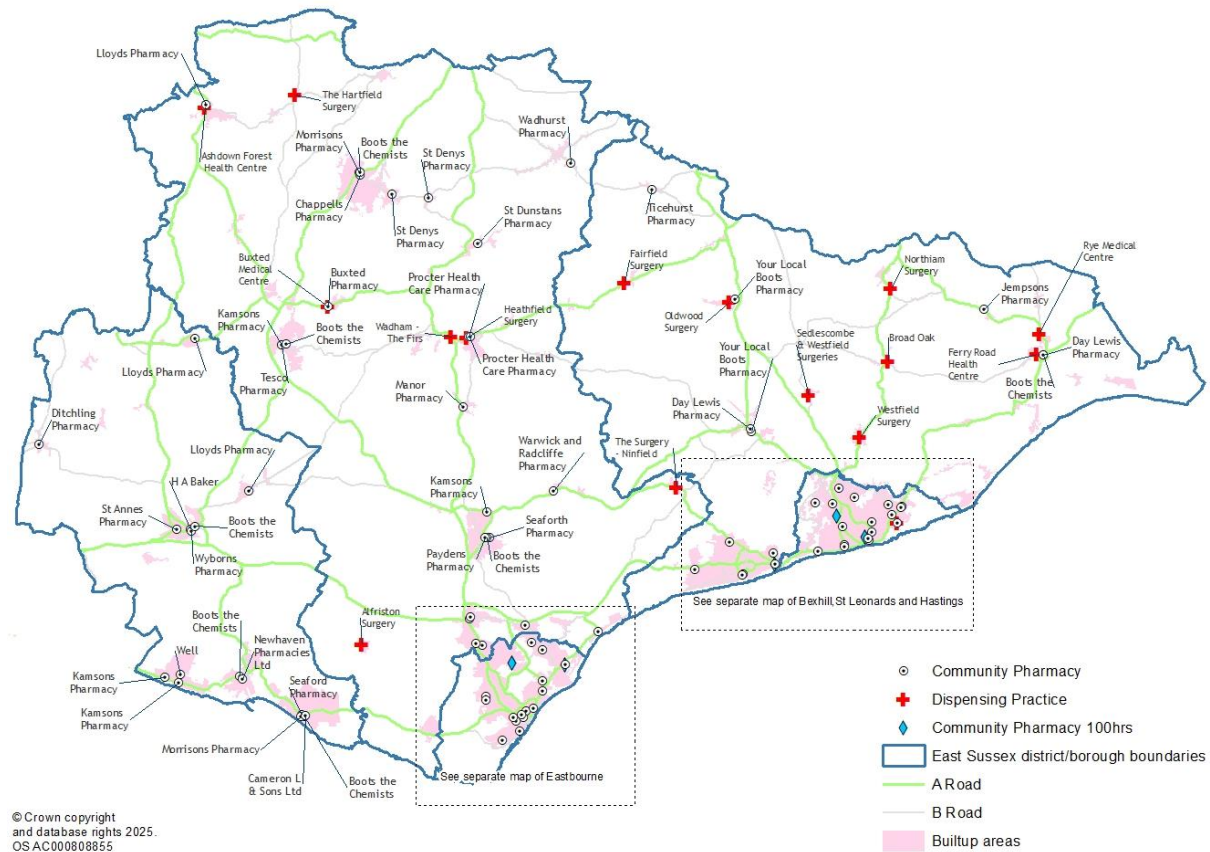 Lloyds Pharmacy
The Hartfield
Surgery
Ashdown Forest
Health Centre
Morrisons
Pharmacy
Boots the
Chemists
St Denys
Pharmacy
Wadhurst
Pharmacy
Chappells
Pharmacy
St Denys
Pharmacy
St Dunstans
Pharmacy
Ticehurst
Pharmacy
Buxted
Medical
Centre
Buxted
Pharmacy
Procter Health
Care Pharmacy
Fairfield
Surgery
Your Local
Boots
Pharmacy
Northiam
Surgery
Rye Medical
Centre
Jempsons
Pharmacy
Kamsons
Pharmacy
Boots the
Chemists
Wadham -
The Firs
Heathfield
Surgery
Oldwood
Surgery
Sedlescombe
& Westfield
Surgeries
Broad Oak
Ferry Road
Health
Centre
Day Lewis
Pharmacy
Lloyds Pharmacy
Tesco
Pharmacy
Procter Health
Care Pharmacy
Your Local
Boots
Pharmacy
Boots the
Chemists
Manor
Pharmacy
Day Lewis
Pharmacy
Westfield
Surgery
Ditchling
Pharmacy
Lloyds Pharmacy
Warwick and
Radcliffe
Pharmacy
The Surgery
- Ninfield
H A Baker
Kamsons
Pharmacy
St Annes
Pharmacy
Boots the
Chemists
Seaforth
Pharmacy
Wyborns
Pharmacy
Paydens
Pharmacy
Boots the
Chemists
See separate map of Bexhill,St Leonards and Hastings
Boots the
Chemists
Alfriston
Surgery
Well
Newhaven
Pharmacies
Ltd
Kamsons
Pharmacy
Seaford
Pharmacy
Kamsons
Pharmacy
Morrisons Pharmacy
Cameron L
& Sons Ltd
Boots the
Chemists
See separate map of Eastbourne
Community Pharmacy
Dispensing Practice
Community Pharmacy 100hrs
East Sussex district/borough boundaries
A Road
B Road
Builtup areas
© Crown copyright
and database rights 2025.
OS AC000808855